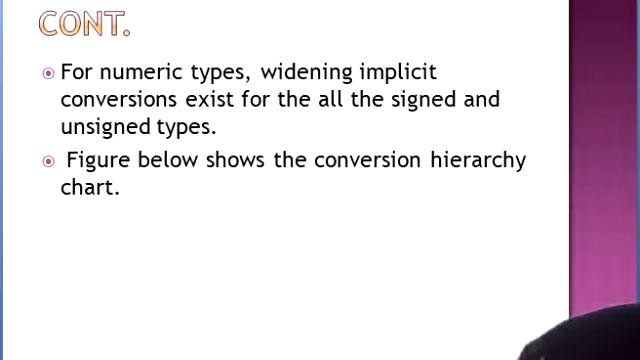 CONT.
For numeric types, widening implicit
conversions exist for the all the signed and
unsigned types.
Figure below shows the conversion hierarchy
chart.